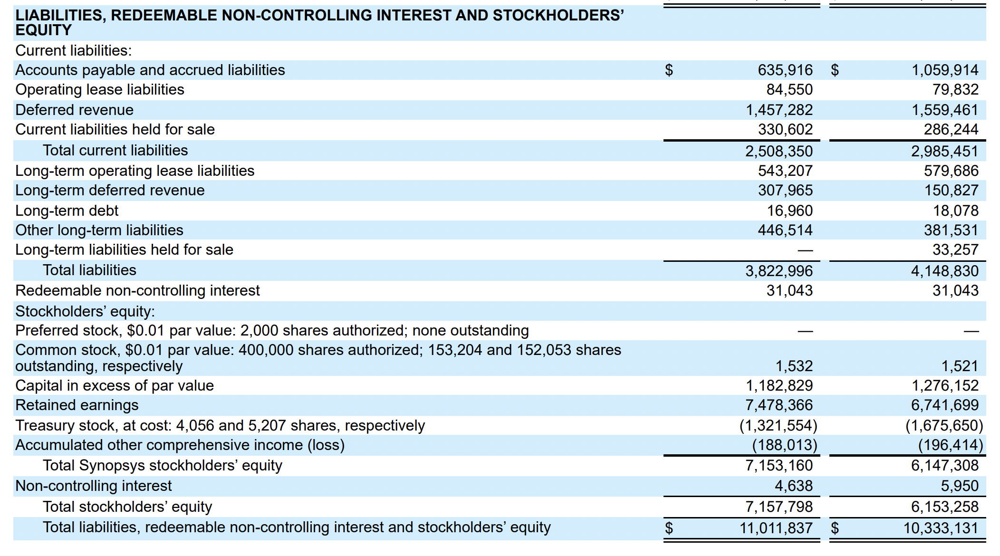 LIABILITIES, REDEEMABLE NON-CONTROLLING INTEREST AND STOCKHOLDERS’
EQUITY
Current liabilities:
Accounts payable and accrued liabilities $ 635,916 $ 1,059,914
Operating lease liabilities 84,550 79,832
Deferred revenue 1,457,282 1,559,461
Current liabilities held for sale 330,602 286,244
Total current liabilities 2,508,350 2,985,451
Long-term operating lease liabilities 543,207 579,686
Long-term deferred revenue 307,965 150,827
Long-term debt 16,960 18,078
Other long-term liabilities 446,514 381,531
Long-term liabilities held for sale — 33,257
Total liabilities 3,822,996 4,148,830
Redeemable non-controlling interest 31,043 31,043
Stockholders’ equity:
Preferred stock, $0.01 par value: 2,000 shares authorized; none outstanding — —
Common stock, $0.01 par value: 400,000 shares authorized; 153,204 and 152,053 shares
outstanding, respectively 1,532 1,521
Capital in excess of par value 1,182,829 1,276,152
Retained earnings 7,478,366 6,741,699
Treasury stock, at cost: 4,056 and 5,207 shares, respectively (1,321,554) (1,675,650)
Accumulated other comprehensive income (loss) (188,013) (196,414)
Total Synopsys stockholders’ equity 7,153,160 6,147,308
Non-controlling interest 4,638 5,950
Total stockholders’ equity 7,157,798 6,153,258
Total liabilities, redeemable non-controlling interest and stockholders’ equity $ 11,011,837 $ 10,333,131